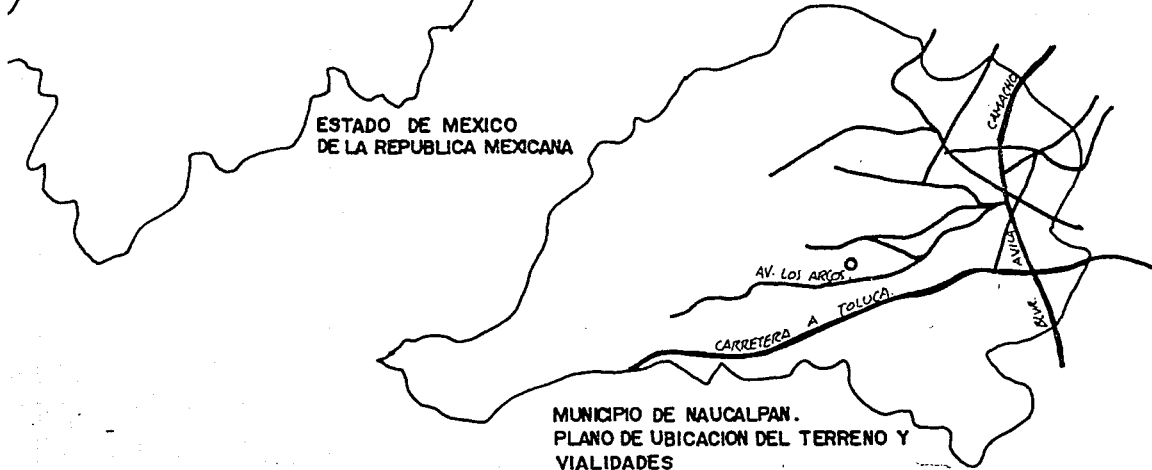 ESTADO DE MEXICO
DE LA REPUBLICA MEXICANA
CAMACHO
AVILA
BLVR.
AV. LOS ARCOS.
CARRETERA A TOLUCA.
MUNICIPIO DE NAUCALPAN.
PLANO DE UBICACION DEL TERRENO Y
VIALIDADES